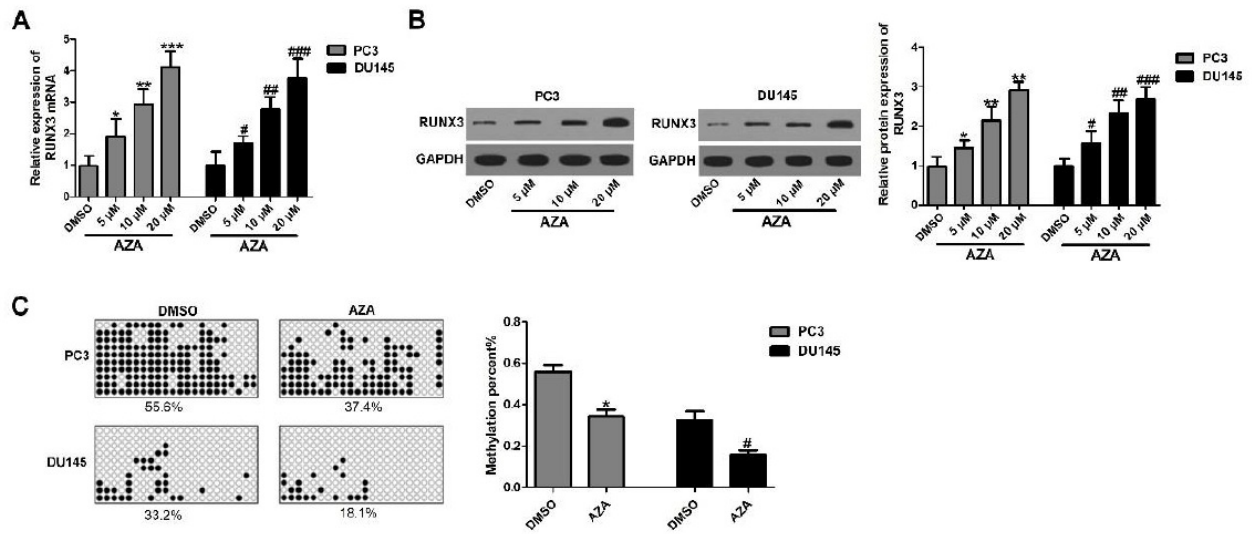 A
Relative expression of
RUNX3 mRNA
5
4
3
2
1
0
*
**
***
#
##
###
PC3
DU145
DMSO
5 µM
10 µM
20 µM
DMSO
5 µM
10 µM
20 µM
AZA
AZA
B
PC3
DU145
RUNX3
GAPDH
RUNX3
GAPDH
DMSO
5 µM
10 µM
20 µM
DMSO
5 µM
10 µM
20 µM
AZA
AZA
Relative protein expression of
RUNX3
4
3
2
1
0
*
**
**
#
##
###
PC3
DU145
DMSO
5 µM
10 µM
20 µM
DMSO
5 µM
10 µM
20 µM
AZA
AZA
C
DMSO
AZA
PC3
55.6%
37.4%
DU145
33.2%
18.1%
Methylation percent%
0.8
0.6
0.4
0.2
0.0
*
#
PC3
DU145
DMSO
AZA
DMSO
AZA